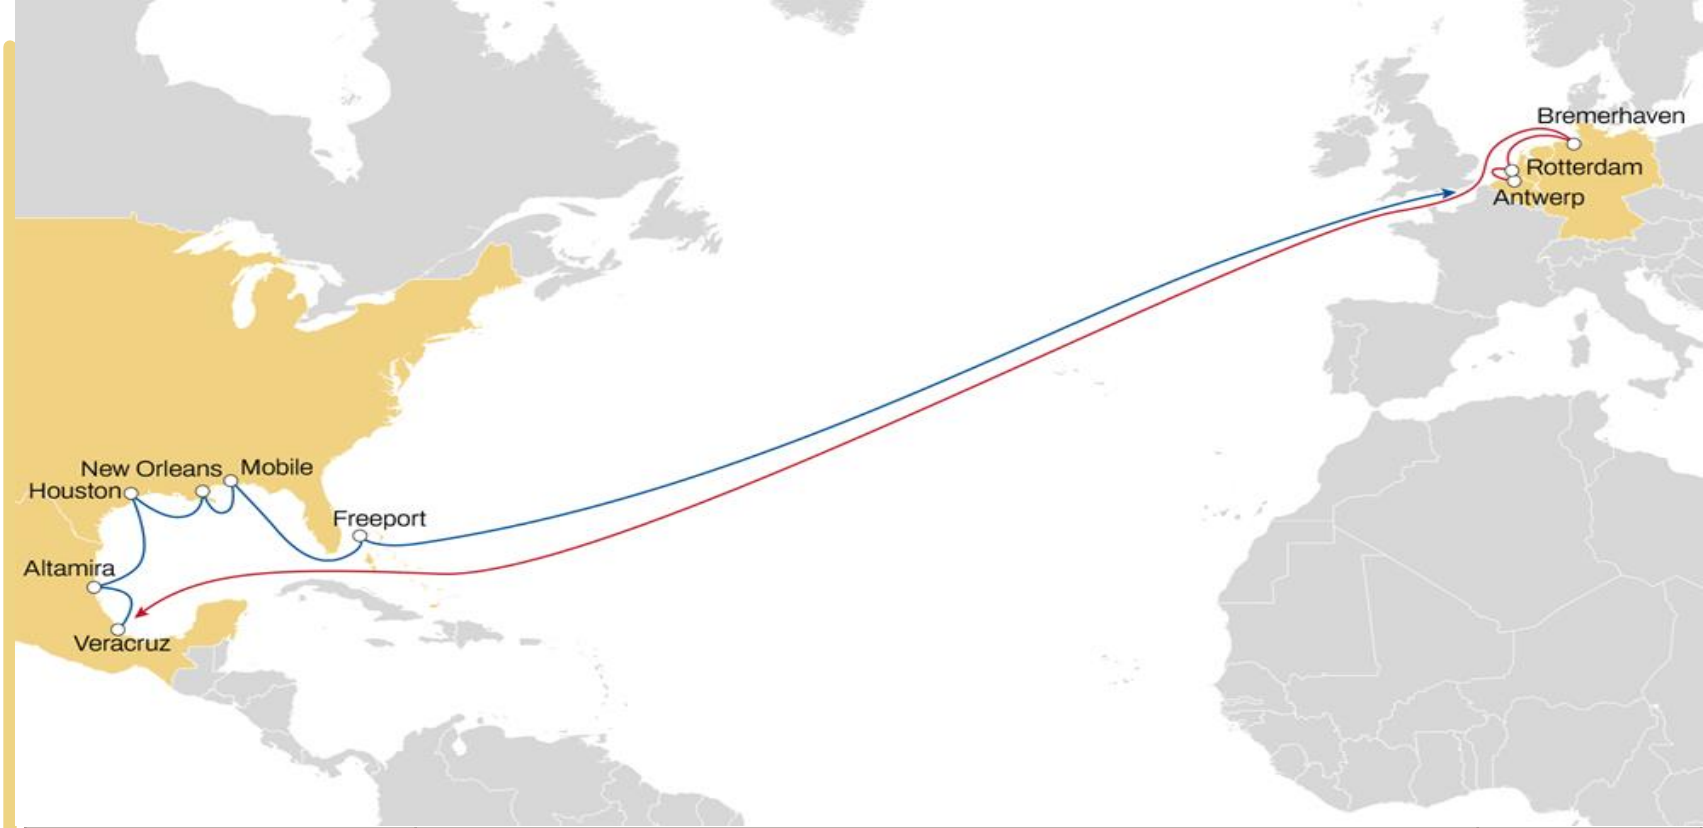 Bremerhaven
Rotterdam
Antwerp
New Orleans
Mobile
Houston
Freeport
Altamira
Veracruz